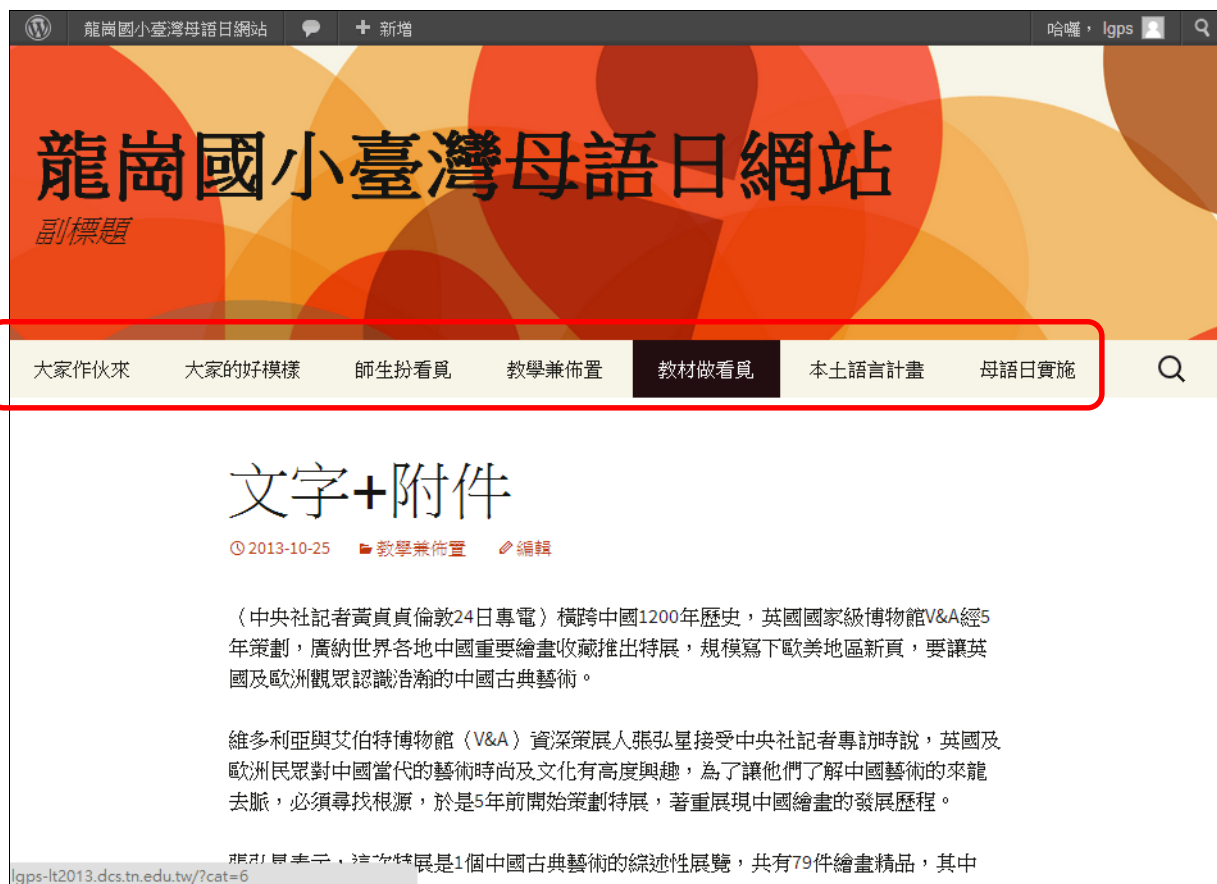 龍崗國小臺灣母語日網站 新增 哈囉, lgps
龍崗國小臺灣母語日網站
副標題
大家作伙來 大家的好模樣 師生扮看覓 教學兼佈置 教材做看覓 本土語言計畫 母語日實施
文字+附件
2013-10-25 教學兼佈置 編輯
（中央社記者黃貞貞倫敦24日專電）橫跨中國1200年歷史，英國國家級博物館V&A經5
年策劃，廣納世界各地中國重要繪畫收藏推出特展，規模寫下歐美地區新頁，要讓英
國及歐洲觀眾認識浩瀚的中國古典藝術。
維多利亞與艾伯特博物館（V&A）資深策展人張弘星接受中央社記者專訪時說，英國及
歐洲民眾對中國當代的藝術時尚及文化有高度興趣，為了讓他們了解中國藝術的來龍
去脈，必須尋找根源，於是5年前開始策劃特展，著重展現中國繪畫的發展歷程。
張弘星表示，這次特展是1個中國古典藝術的綜述性展覽，共有79件繪畫精品，其中
lgps-lt2013.dcs.tn.edu.tw/?cat=6